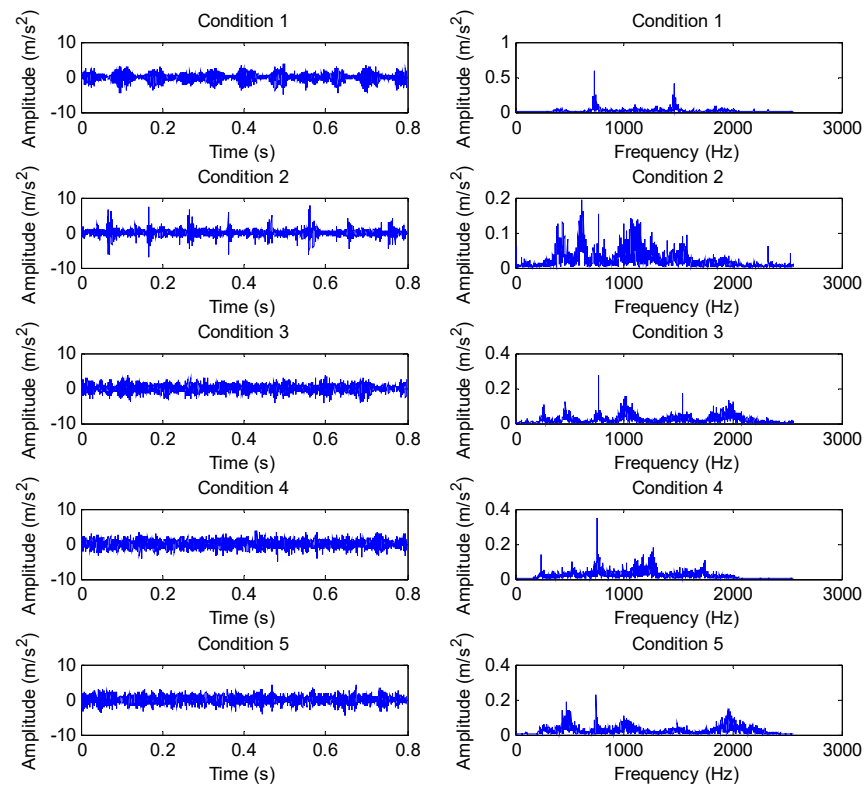 Condition 1
Amplitude (m/s²)
10
0
-10
0 0.2 0.4 0.6 0.8
Time (s)
Condition 1
Amplitude (m/s²)
1
0.5
0
0 1000 2000 3000
Frequency (Hz)
Condition 2
Amplitude (m/s²)
10
0
-10
0 0.2 0.4 0.6 0.8
Time (s)
Condition 2
Amplitude (m/s²)
0.2
0.1
0
0 1000 2000 3000
Frequency (Hz)
Condition 3
Amplitude (m/s²)
10
0
-10
0 0.2 0.4 0.6 0.8
Time (s)
Condition 3
Amplitude (m/s²)
0.4
0.2
0
0 1000 2000 3000
Frequency (Hz)
Condition 4
Amplitude (m/s²)
10
0
-10
0 0.2 0.4 0.6 0.8
Time (s)
Condition 4
Amplitude (m/s²)
0.4
0.2
0
0 1000 2000 3000
Frequency (Hz)
Condition 5
Amplitude (m/s²)
10
0
-10
0 0.2 0.4 0.6 0.8
Time (s)
Condition 5
Amplitude (m/s²)
0.4
0.2
0
0 1000 2000 3000
Frequency (Hz)